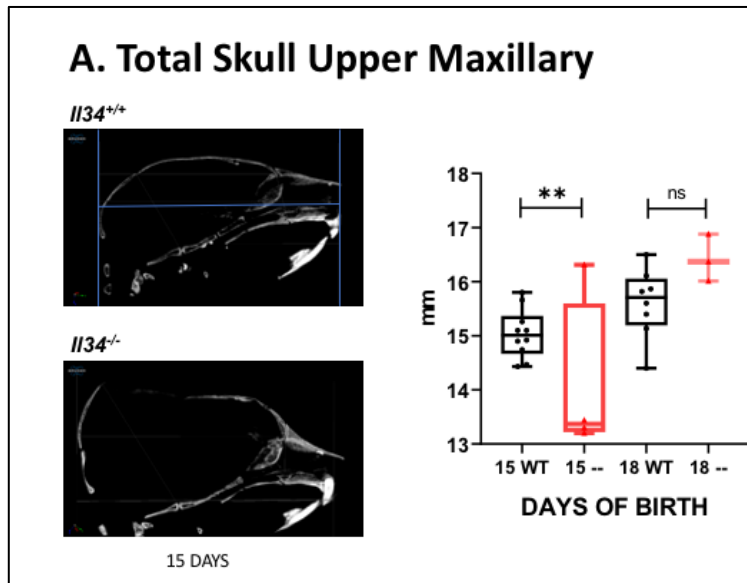 A. Total Skull Upper Maxillary
Il34+/+
Il34-/-
15 DAYS
18
17
16
15
14
13
mm
**
ns
15 WT 15 -- 18 WT 18 --
DAYS OF BIRTH